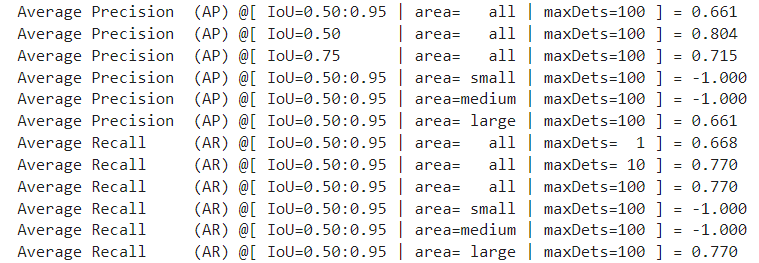 Average Precision  (AP) @[ IoU=0.50:0.95 | area=   all | maxDets=100 ] = 0.661
Average Precision  (AP) @[ IoU=0.50      | area=   all | maxDets=100 ] = 0.804
Average Precision  (AP) @[ IoU=0.75      | area=   all | maxDets=100 ] = 0.715
Average Precision  (AP) @[ IoU=0.50:0.95 | area= small | maxDets=100 ] = -1.000
Average Precision  (AP) @[ IoU=0.50:0.95 | area=medium | maxDets=100 ] = -1.000
Average Precision  (AP) @[ IoU=0.50:0.95 | area= large | maxDets=100 ] = 0.661
Average Recall     (AR) @[ IoU=0.50:0.95 | area=   all | maxDets=  1 ] = 0.668
Average Recall     (AR) @[ IoU=0.50:0.95 | area=   all | maxDets= 10 ] = 0.770
Average Recall     (AR) @[ IoU=0.50:0.95 | area=   all | maxDets=100 ] = 0.770
Average Recall     (AR) @[ IoU=0.50:0.95 | area= small | maxDets=100 ] = -1.000
Average Recall     (AR) @[ IoU=0.50:0.95 | area=medium | maxDets=100 ] = -1.000
Average Recall     (AR) @[ IoU=0.50:0.95 | area= large | maxDets=100 ] = 0.770